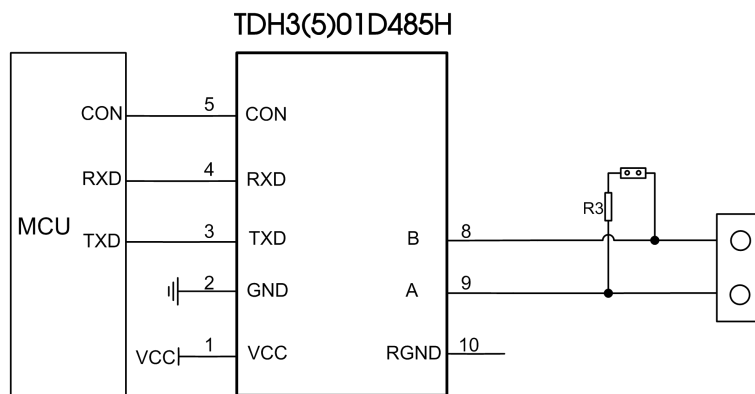 TDH3(5)01D485H
CON 5 CON
RXD 4 RXD
R3
MCU TXD 3 TXD B 8
2 GND A 9
VCC 1 VCC RGND 10